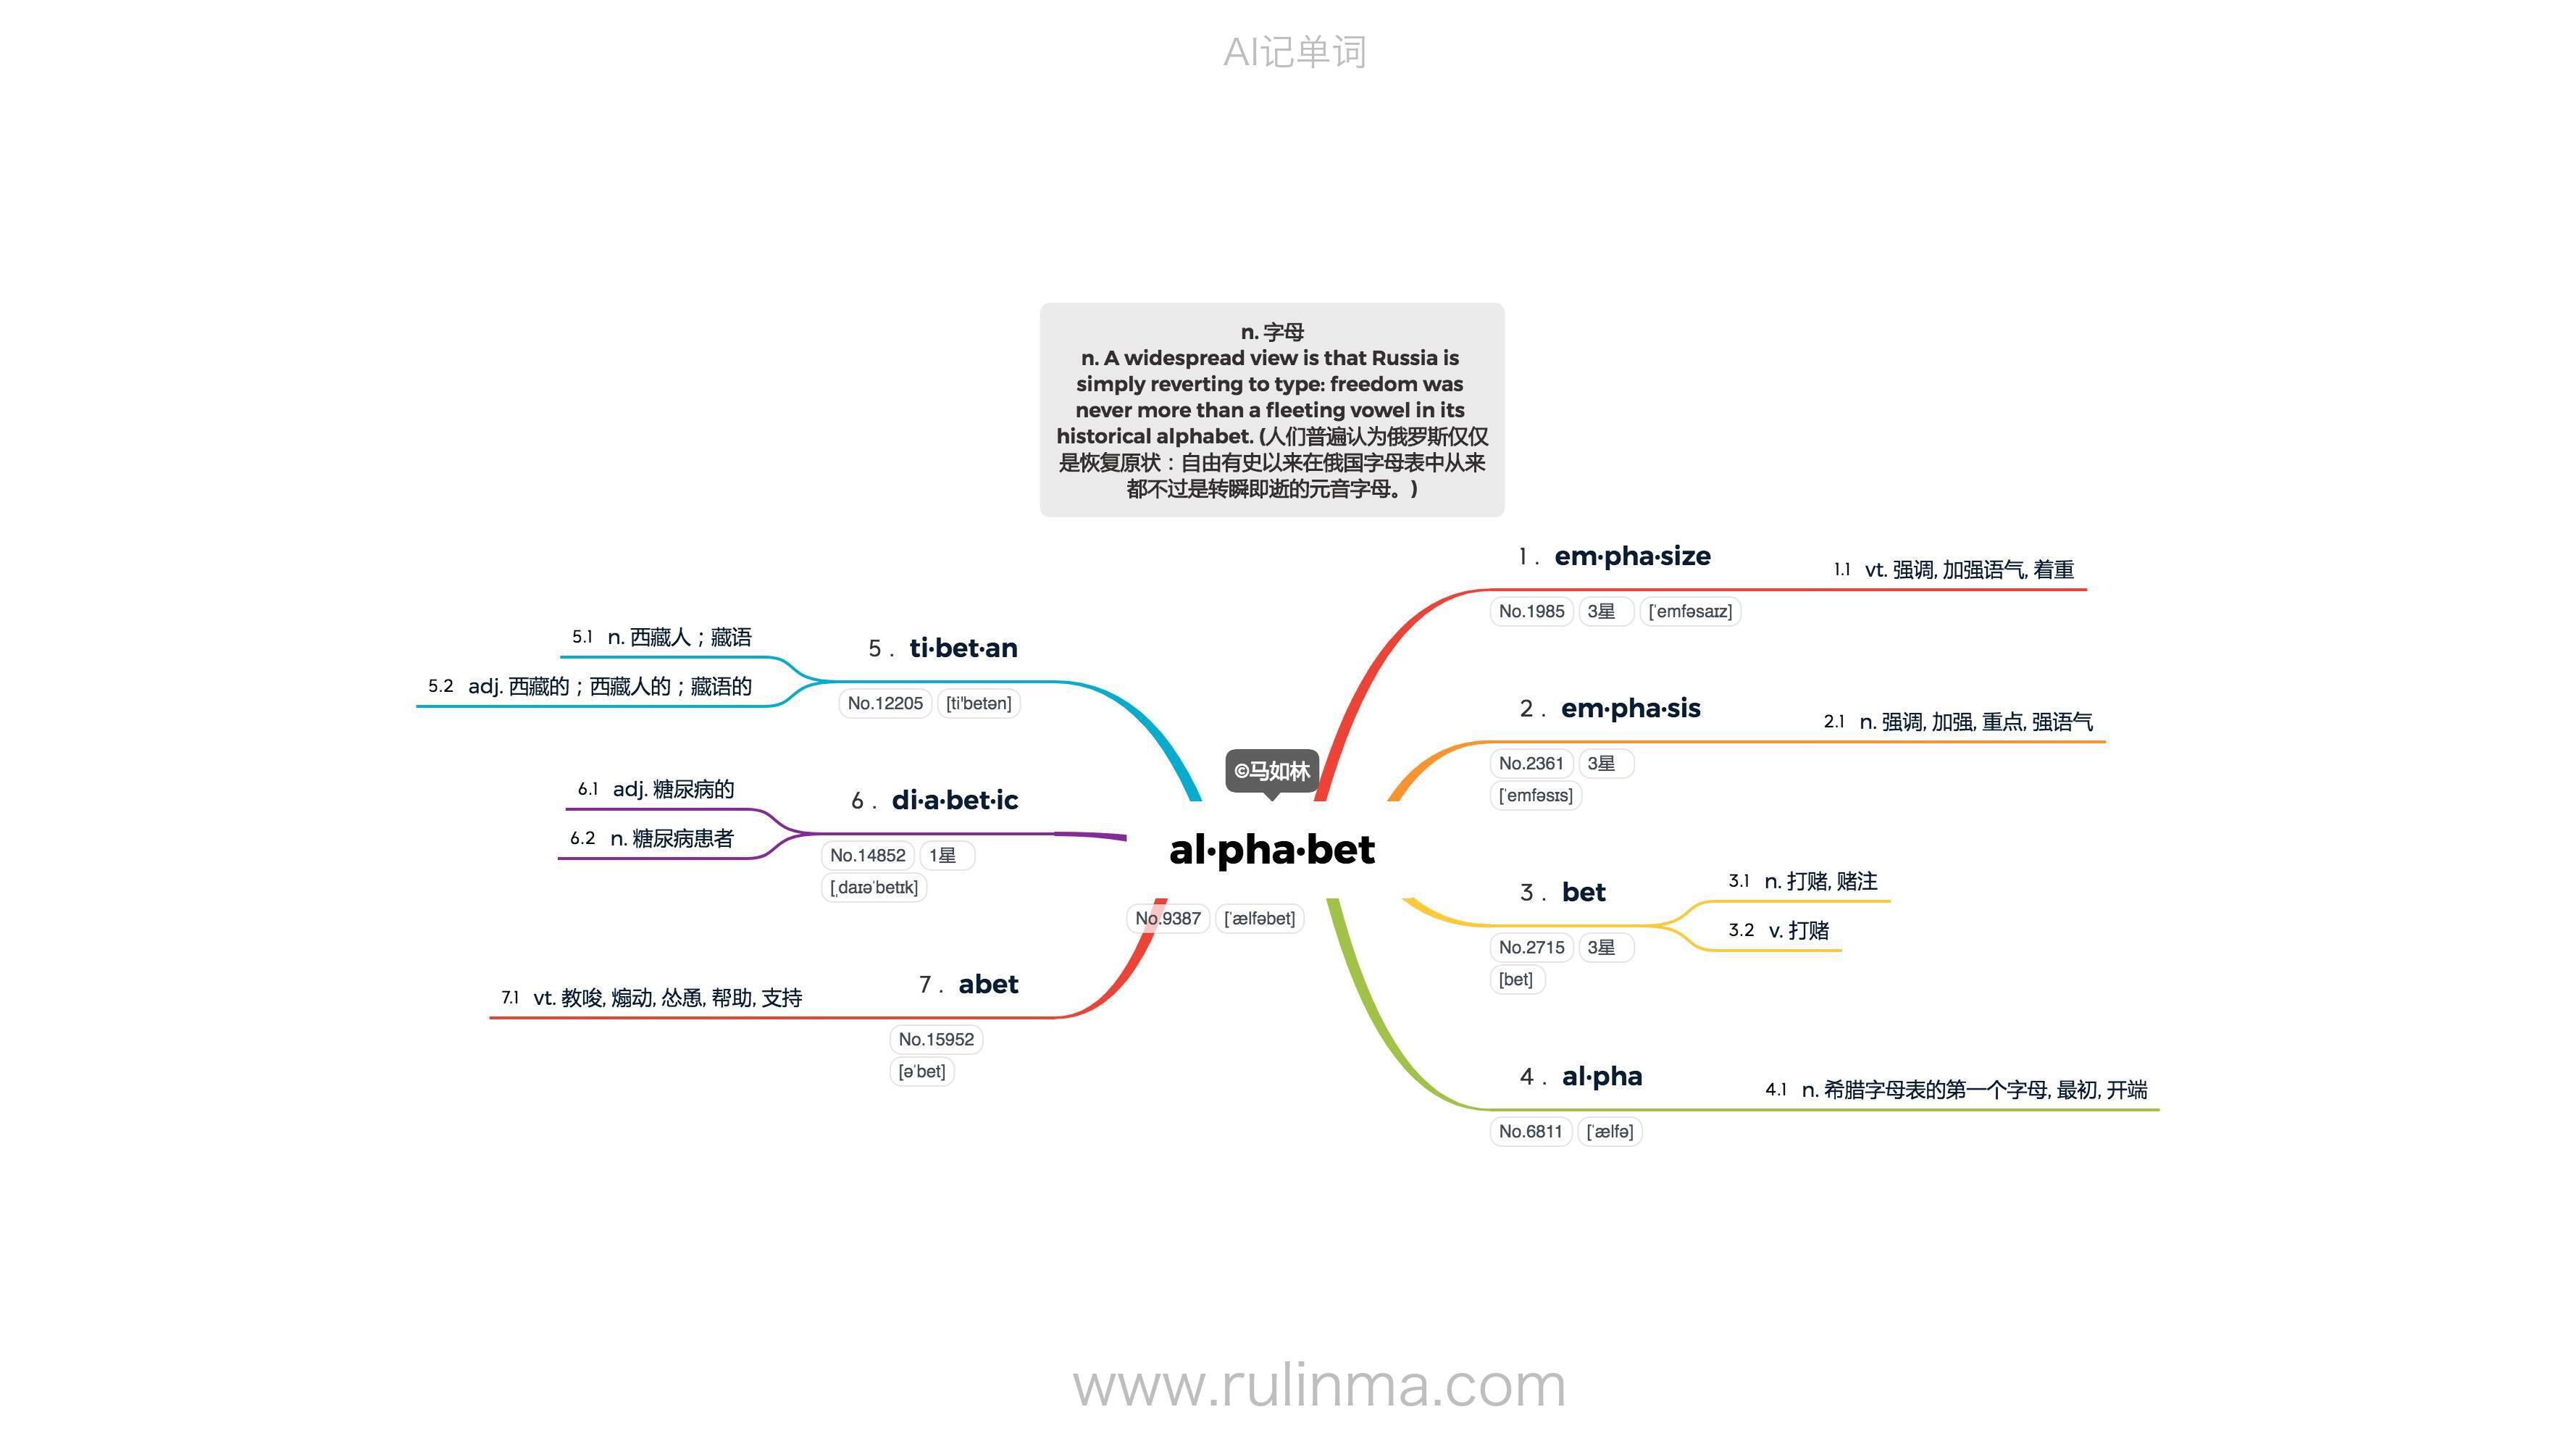 AI记单词
n. 字母
n. A widespread view is that Russia is
simply reverting to type: freedom was
never more than a fleeting vowel in its
historical alphabet. (人们普遍认为俄罗斯仅仅
是恢复原状：自由有史以来在俄国字母表中从来
都不过是转瞬即逝的元音字母。)
©马如林
al·pha·bet
No.9387 [ˈælfəbet]
1. em·pha·size
No.1985 3星 [ˈemfəsaɪz]
1.1 vt. 强调, 加强语气, 着重
2. em·pha·sis
No.2361 3星
[ˈemfəsɪs]
2.1 n. 强调, 加强, 重点, 强语气
3. bet
No.2715 3星
[bet]
3.1 n. 打赌, 赌注
3.2 v. 打赌
4. al·pha
No.6811 [ˈælfə]
4.1 n. 希腊字母表的第一个字母, 最初, 开端
5. ti·bet·an
No.12205 [ti'betən]
5.1 n. 西藏人；藏语
5.2 adj. 西藏的；西藏人的；藏语的
6. di·a·bet·ic
No.14852 1星
[ˌdaɪəˈbetɪk]
6.1 adj. 糖尿病的
6.2 n. 糖尿病患者
7. abet
No.15952
[əˈbet]
7.1 vt. 教唆, 煽动, 怂恿, 帮助, 支持
www.rulinma.com